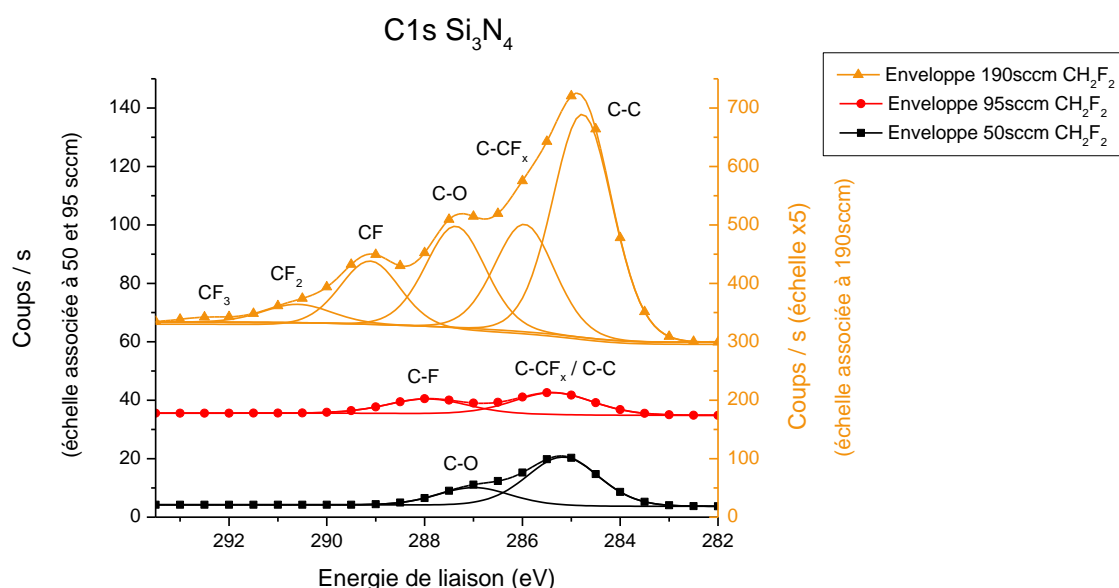 C1s Si₃N₄
Enveloppe 190sccm CH₂F₂
Enveloppe 95sccm CH₂F₂
Enveloppe 50sccm CH₂F₂
Coups / s
(échelle associée à 50 et 95 sccm)
140
120
100
80
60
40
20
0
C-C
C-CFₓ
C-O
CF
CF₂
CF₃
C-F
C-CFₓ / C-C
C-O
700
600
500
400
300
200
100
0
Coups / s (échelle x5)
(échelle associée à 190sccm)
292 290 288 286 284 282
Energie de liaison (eV)